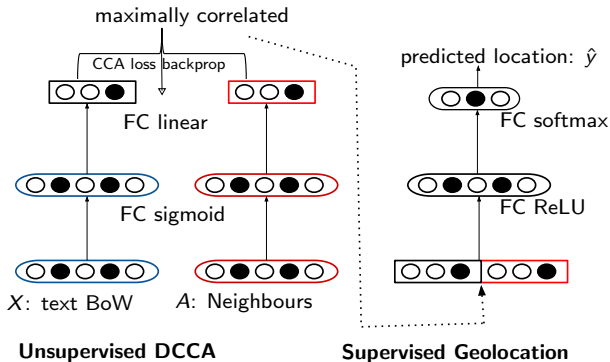 maximally correlated
CCA loss backprop
FC linear
FC sigmoid
X: text BoW
A: Neighbours
Unsupervised DCCA
predicted location: ŷ
FC softmax
FC ReLU
Supervised Geolocation